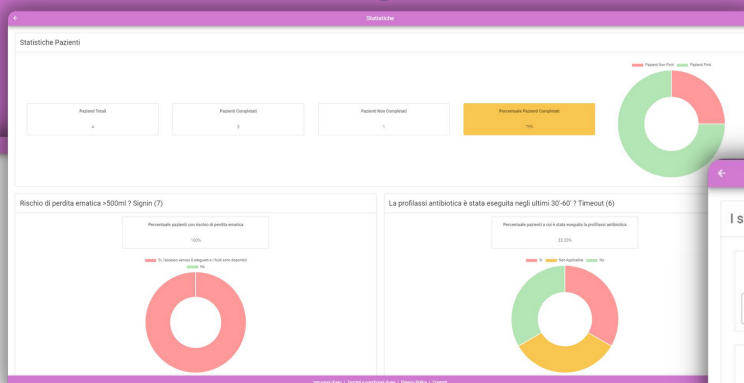 Statistiche
Statistiche Pazienti
Pazienti Non Finiti Pazienti Finiti
Pazienti Totali
4
Pazienti Completati
3
Pazienti Non Completati
1
Percentuale Pazienti Completati
75%
Rischio di perdita ematica >500ml ? Signin (7)
Percentuale pazienti con rischio di perdita ematica
100%
Si, l'accesso venoso è adeguato e i fluidi sono disponibili
No
La profilassi antibiotica è stata eseguita negli ultimi 30'-60' ? Timeout (6)
Percentuale pazienti a cui è stata eseguita la profilassi antibiotica
33.33%
Si Non Applicabile No
I s
Istruzioni d'uso | Termini e condizioni d'uso | Privacy Policy | Contatti